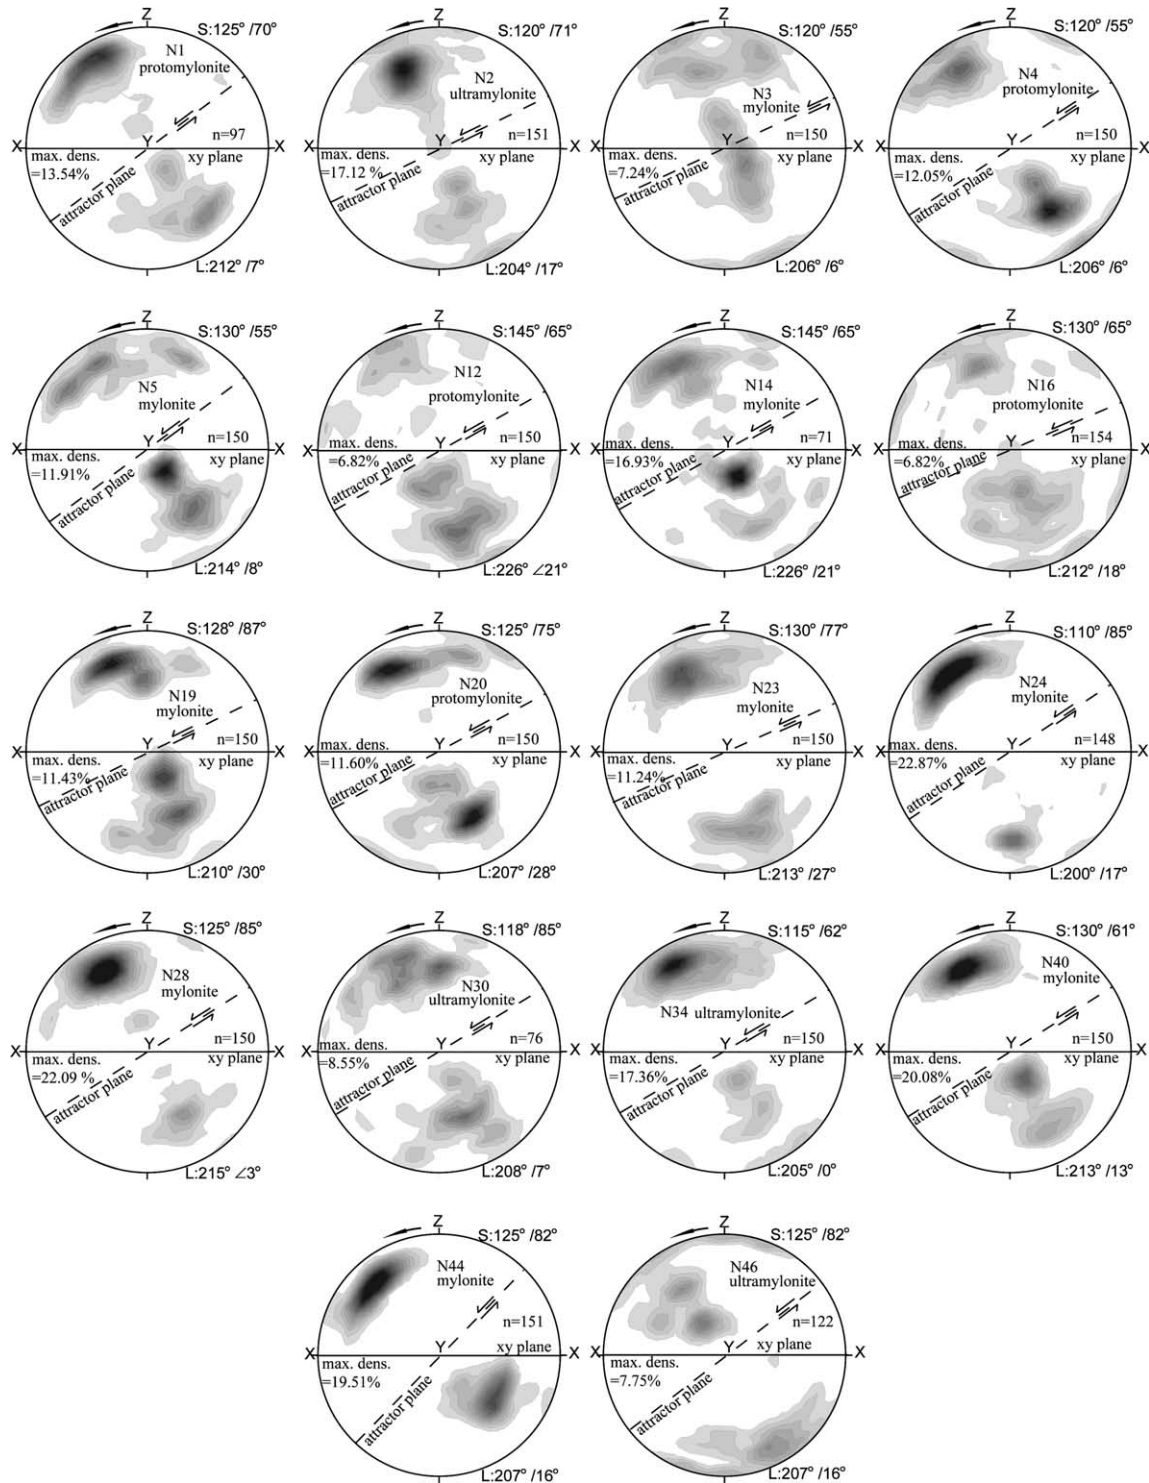 Z S:125° /70°
N1
protomylonite
n=97
X Y X
max. dens.
=13.54%
xy plane
attractor plane
L:212° /7°
Z S:120° /71°
N2
ultramylonite
n=151
Y X
max. dens.
=17.12 %
xy plane
attractor plane
L:204° /17°
Z S:120° /55°
N3
mylonite
n=150
Y X
max. dens.
=7.24%
xy plane
attractor plane
L:206° /6°
Z S:120° /55°
N4
protomylonite
n=150
Y X
max. dens.
=12.05%
xy plane
attractor plane
L:206° /6°
Z S:130° /55°
N5
mylonite
n=150
X Y X
max. dens.
=11.91%
xy plane
attractor plane
L:214° /8°
Z S:145° /65°
N12
protomylonite
n=150
Y X
max. dens.
=6.82%
xy plane
attractor plane
L:226° ∠21°
Z S:145° /65°
N14
mylonite
n=71
Y X
max. dens.
=16.93%
xy plane
attractor plane
L:226° /21°
Z S:130° /65°
N16
protomylonite
n=154
Y X
max. dens.
=6.82%
xy plane
attractor plane
L:212° /18°
Z S:128° /87°
N19
mylonite
n=150
X Y X
max. dens.
=11.43%
xy plane
attractor plane
L:210° /30°
Z S:125° /75°
N20
protomylonite
n=150
Y X
max. dens.
=11.60%
xy plane
attractor plane
L:207° /28°
Z S:130° /77°
N23
mylonite
n=150
Y X
max. dens.
=11.24%
xy plane
attractor plane
L:213° /27°
Z S:110° /85°
N24
mylonite
n=148
Y X
max. dens.
=22.87%
xy plane
attractor plane
L:200° /17°
Z S:125° /85°
N28
mylonite
n=150
X Y X
max. dens.
=22.09 %
xy plane
attractor plane
L:215° ∠3°
Z S:118° /85°
N30
ultramylonite
n=76
Y X
max. dens.
=8.55%
xy plane
attractor plane
L:208° /7°
Z S:115° /62°
N34 ultramylonite
n=150
Y X
max. dens.
=17.36%
xy plane
attractor plane
L:205° /0°
Z S:130° /61°
N40
mylonite
n=150
Y X
max. dens.
=20.08%
xy plane
attractor plane
L:213° /13°
Z S:125° /82°
N44
mylonite
n=151
xy plane
X Y X
max. dens.
=19.51%
attractor plane
L:207° /16°
Z S:125° /82°
N46
ultramylonite
n=122
xy plane
Y X
max. dens.
=7.75%
attractor plane
L:207° /16°